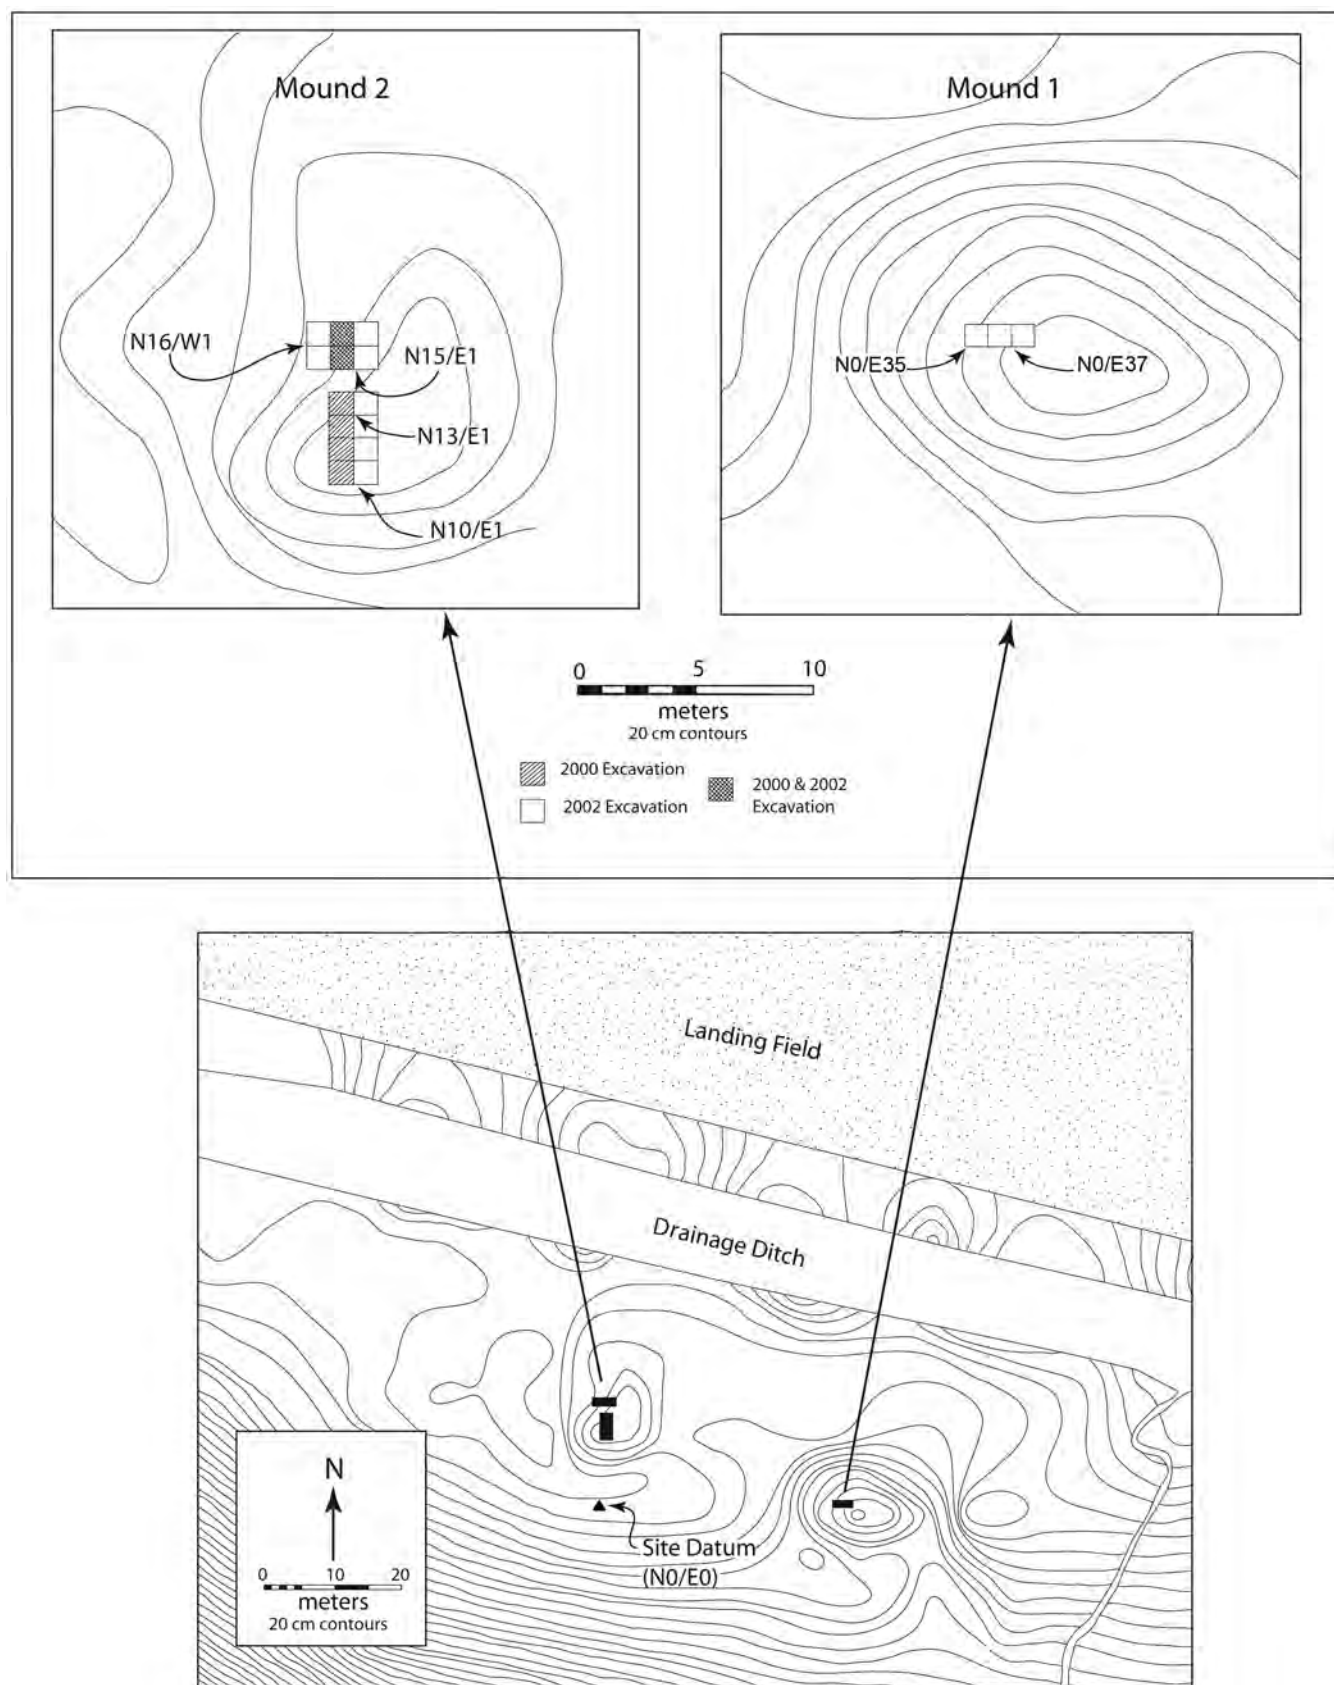 Mound 2
Mound 1
N16/W1
N15/E1
N13/E1
N10/E1
N0/E35
N0/E37
0 5 10
meters
20 cm contours
2000 Excavation
2002 Excavation
2000 & 2002
Excavation
Landing Field
Drainage Ditch
N
0 10 20
meters
20 cm contours
Site Datum
(N0/E0)